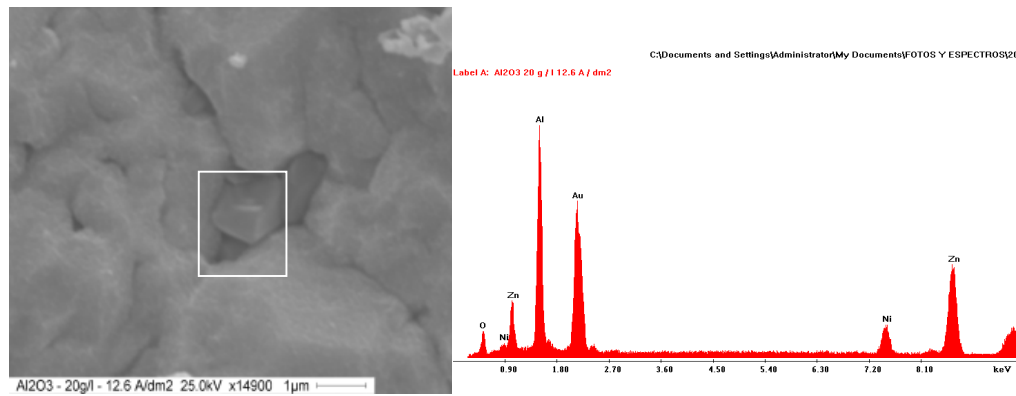 C:\Documents and Settings\Administrator\My Documents\FOTOS Y ESPECTROS\20
Label A: Al2O3 20 g / l 12.6 A / dm2
Al
Au
Zn
Zn
O
Ni
Ni
0.90 1.80 2.70 3.60 4.50 5.40 6.30 7.20 8.10 keV
Al2O3 - 20g/l - 12.6 A/dm2 25.0kV x14900 1µm